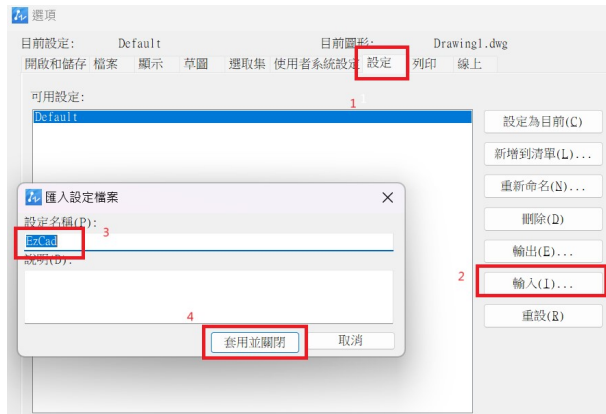 選項
目前設定: Default 目前圖形: Drawing1.dwg
開啟和儲存 檔案 顯示 草圖 選取集 使用者系統設定 設定 列印 線上
1
可用設定:
Default
設定為目前(C)
新增到清單(L)...
重新命名(N)...
刪除(D)
輸出(E)...
2
輸入(I)...
重設(R)
匯入設定檔案
設定名稱(P):
3
EzCad
說明(D):
4
套用並關閉 取消